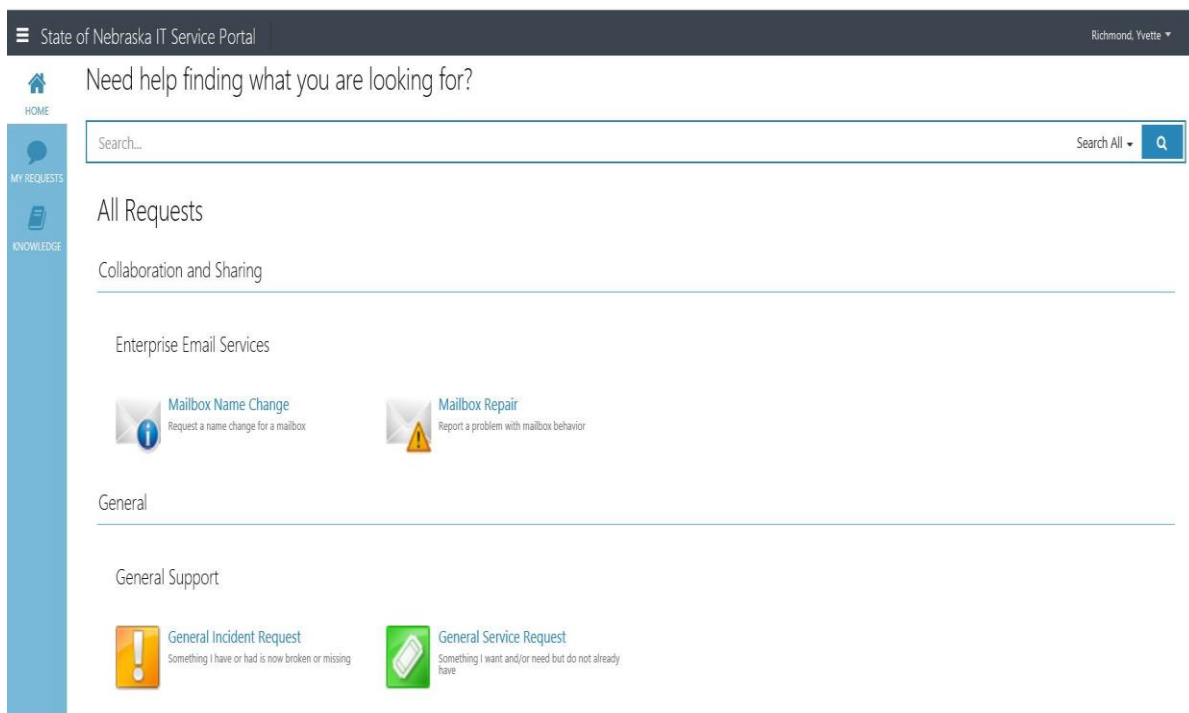 State of Nebraska IT Service Portal
Richmond, Yvette
HOME
MY REQUESTS
KNOWLEDGE
Need help finding what you are looking for?
Search...
Search All
All Requests
Collaboration and Sharing
Enterprise Email Services
Mailbox Name Change
Request a name change for a mailbox
Mailbox Repair
Report a problem with mailbox behavior
General
General Support
General Incident Request
Something I have or had is now broken or missing
General Service Request
Something I want and/or need but do not already
have